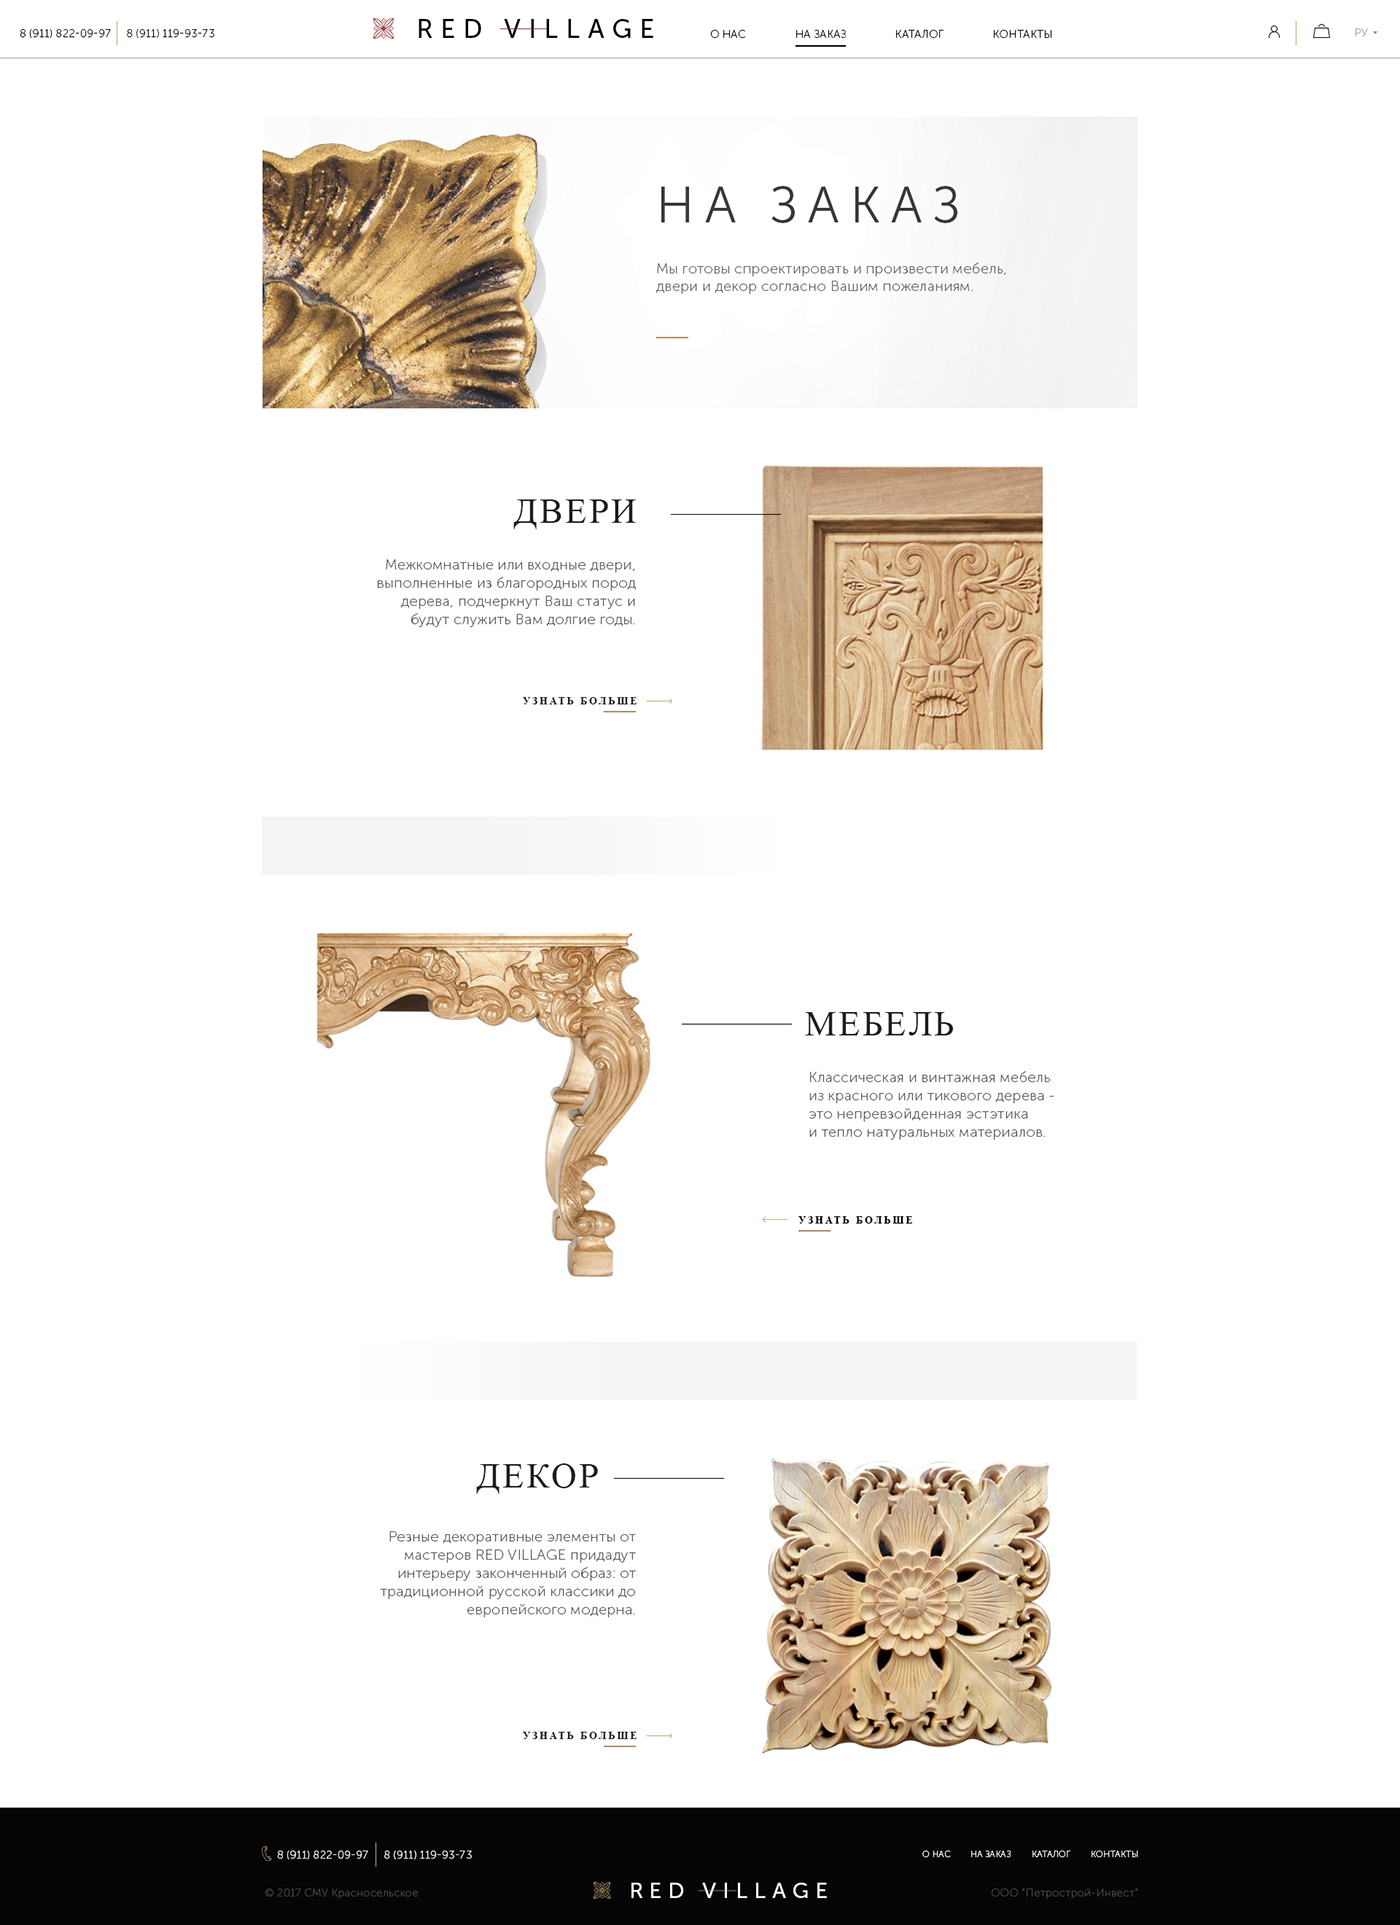 8 (911) 822-09-97
8 (911) 119-93-73
RED VILLAGE
О НАС
НА ЗАКАЗ
КАТАЛОГ
КОНТАКТЫ
РУ
НА ЗАКАЗ
Мы готовы спроектировать и произвести мебель,
двери и декор согласно Вашим пожеланиям.
ДВЕРИ
Межкомнатные или входные двери,
выполненные из благородных пород
дерева, подчеркнут Ваш статус и
будут служить Вам долгие годы.
УЗНАТЬ БОЛЬШЕ
МЕБЕЛЬ
Классическая и винтажная мебель
из красного или тикового дерева -
это непревзойденная эстэтика
и тепло натуральных материалов.
УЗНАТЬ БОЛЬШЕ
ДЕКОР
Резные декоративные элементы от
мастеров RED VILLAGE придадут
интерьеру законченный образ: от
традиционной русской классики до
европейского модерна.
УЗНАТЬ БОЛЬШЕ
8 (911) 822-09-97
8 (911) 119-93-73
О НАС
НА ЗАКАЗ
КАТАЛОГ
КОНТАКТЫ
© 2017 СМУ Красносельское
RED VILLAGE
ООО "Петрострой-Инвест"